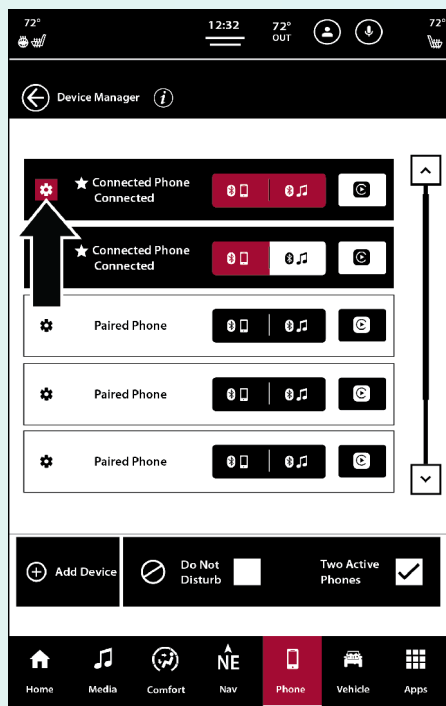 72°
12:32
72°
OUT
72°
Device Manager
i
Connected Phone
Connected
Connected Phone
Connected
Paired Phone
Paired Phone
Paired Phone
Add Device
Do Not
Disturb
Two Active
Phones
NE
Home
Media
Comfort
Nav
Phone
Vehicle
Apps